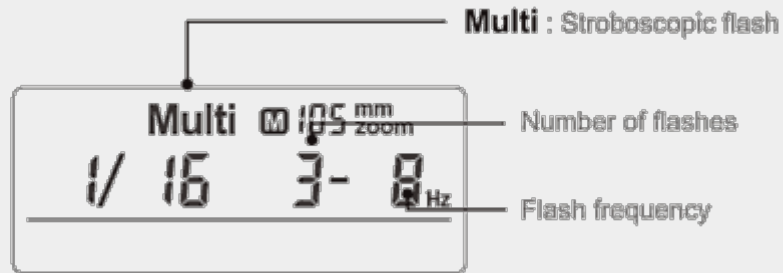 Multi : Stroboscopic flash
Multi M 105 mm zoom
Number of flashes
1/ 16 3- 8 Hz
Flash frequency